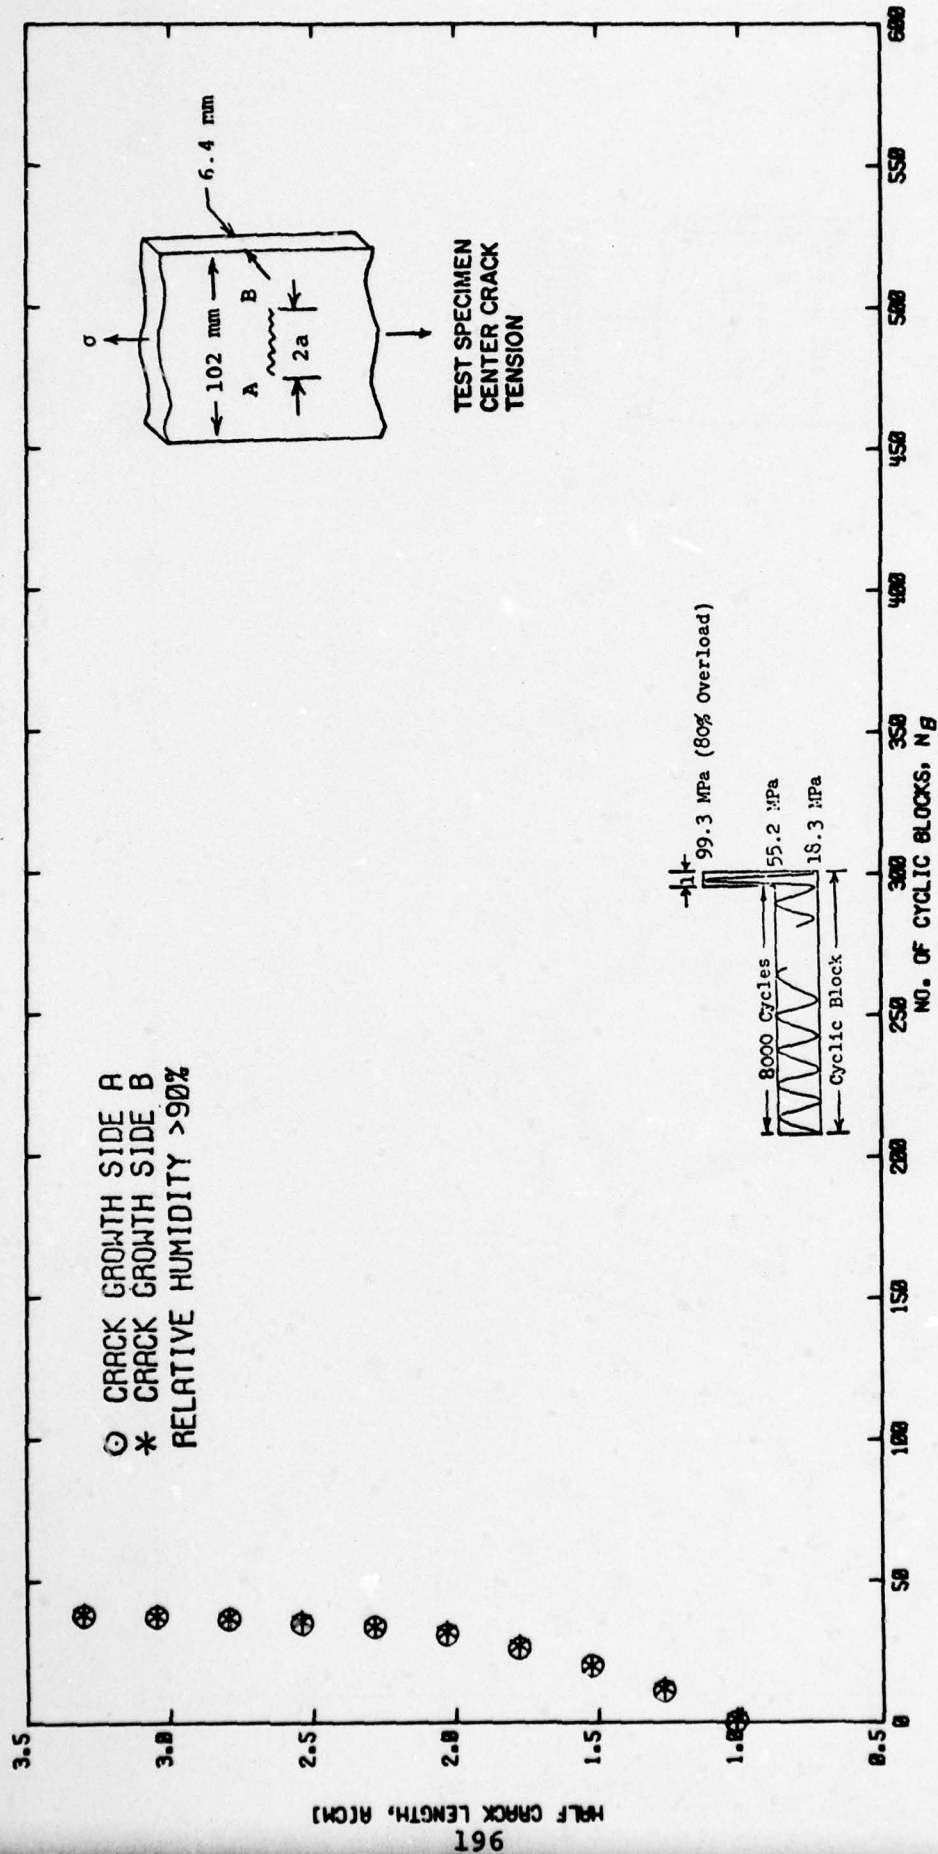 ⊙ CRACK GROWTH SIDE A
* CRACK GROWTH SIDE B
RELATIVE HUMIDITY >90%
σ
102 mm
6.4 mm
A
B
2a
TEST SPECIMEN
CENTER CRACK
TENSION
1
99.3 MPa (80% Overload)
8000 Cycles
55.2 MPa
18.3 MPa
Cyclic Block
HALF CRACK LENGTH, A(CM)
3.5
3.0
2.5
2.0
1.5
1.0
0.5
0
50
100
150
200
250
300
350
400
450
500
550
600
NO. OF CYCLIC BLOCKS, NB
196